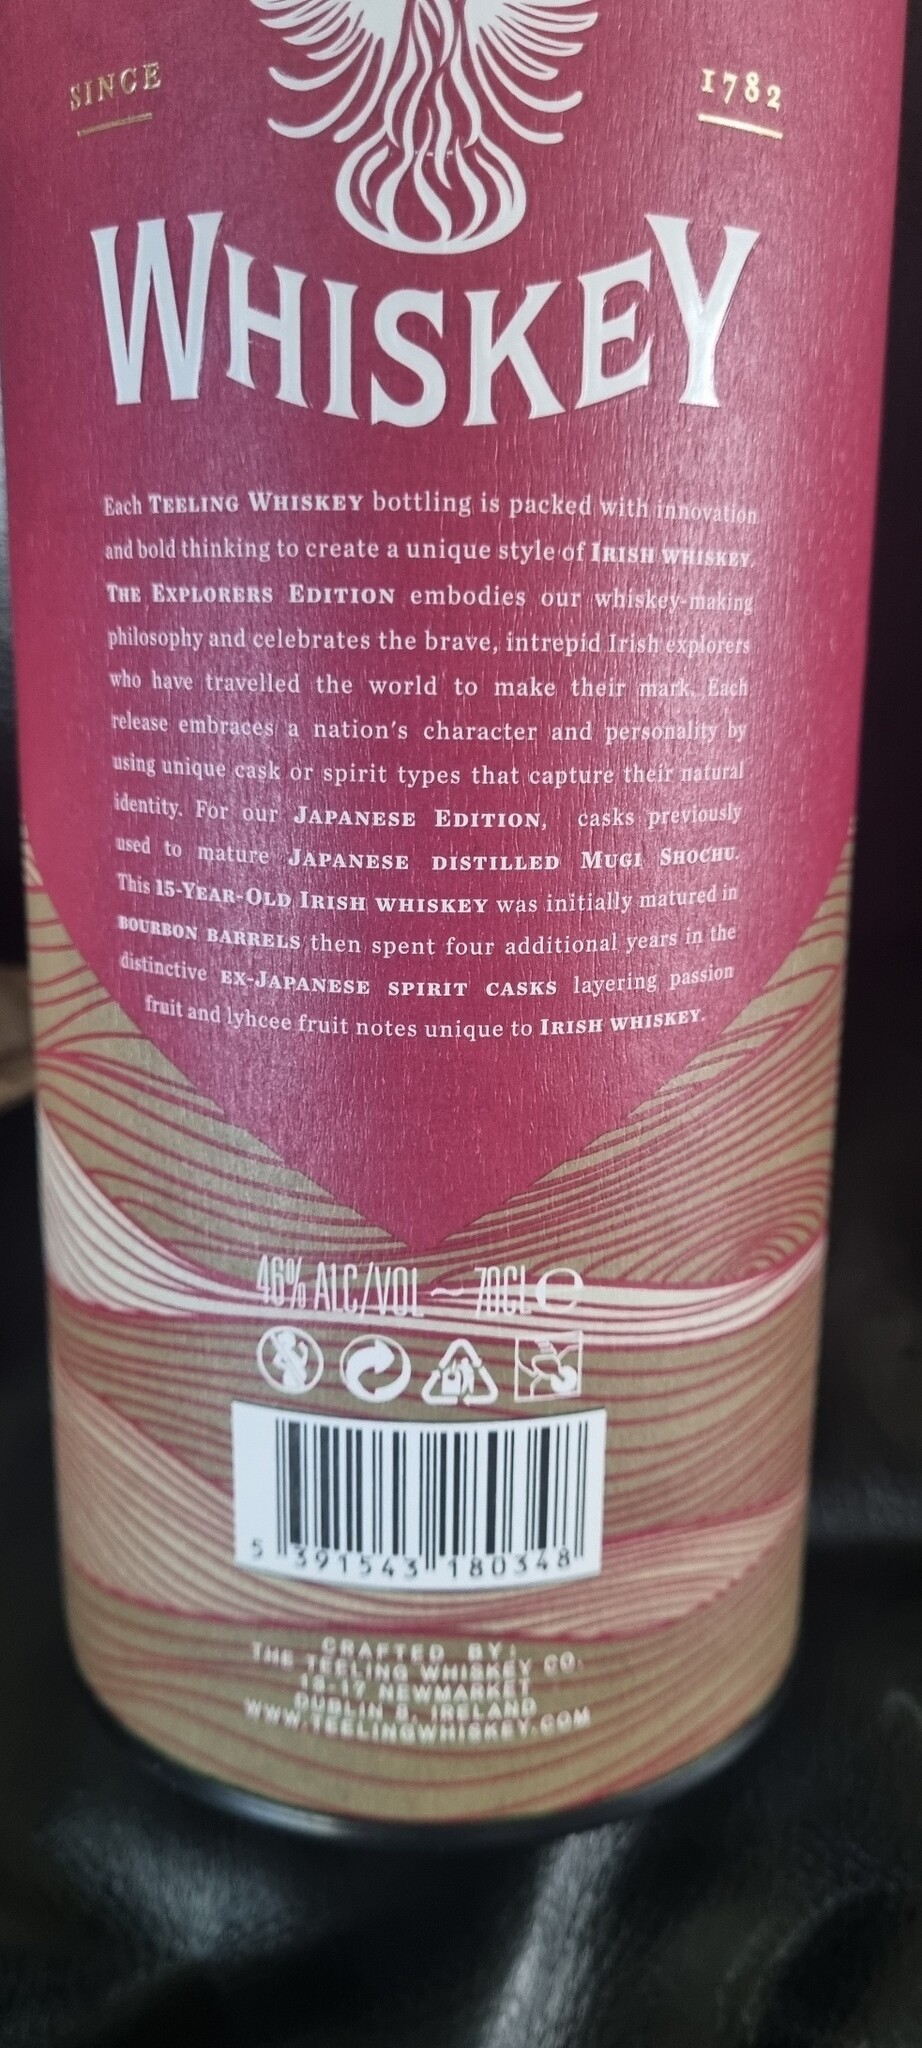 SINCE 1782
WHISKEY
Each TEELING WHISKEY bottling is packed with innovation
and bold thinking to create a unique style of IRISH WHISKEY.
THE EXPLORERS EDITION embodies our whiskey-making
philosophy and celebrates the brave, intrepid Irish explorers
who have travelled the world to make their mark. Each
release embraces a nation's character and personality by
using unique cask or spirit types that capture their natural
identity. For our JAPANESE EDITION, casks previously
used to mature JAPANESE DISTILLED MUGI SHOCHU.
This 15-YEAR-OLD IRISH WHISKEY was initially matured in
BOURBON BARRELS then spent four additional years in the
distinctive EX-JAPANESE SPIRIT CASKS layering passion
fruit and lyhcee fruit notes unique to IRISH WHISKEY.
46% ALC/VOL ~ 70CL e
5 391543 180348
CRAFTED BY:
THE TEELING WHISKEY CO.
13-17 NEWMARKET
DUBLIN 8, IRELAND
WWW.TEELINGWHISKEY.COM